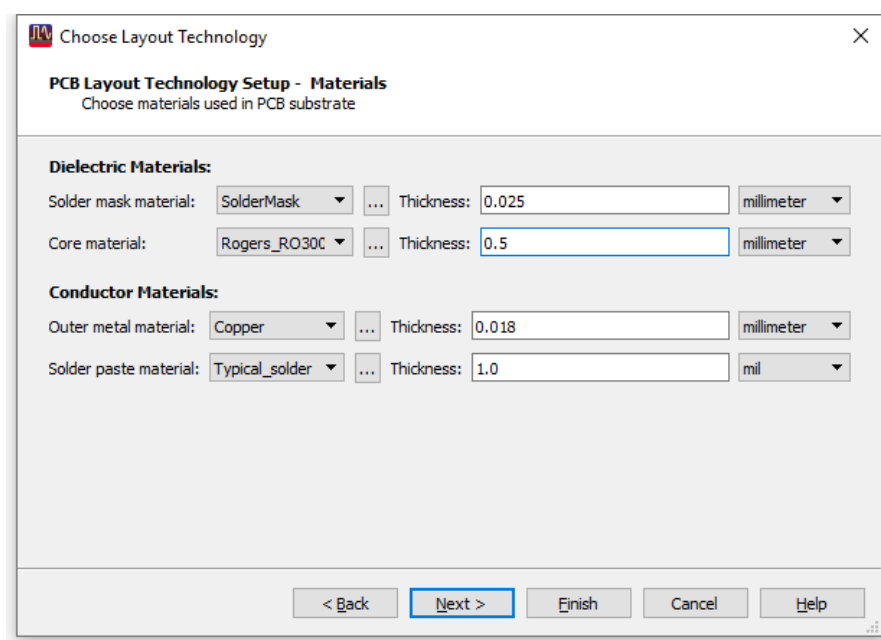 Choose Layout Technology
PCB Layout Technology Setup - Materials
Choose materials used in PCB substrate
Dielectric Materials:
Solder mask material: SolderMask ... Thickness: 0.025 millimeter
Core material: Rogers_RO300 ... Thickness: 0.5 millimeter
Conductor Materials:
Outer metal material: Copper ... Thickness: 0.018 millimeter
Solder paste material: Typical_solder ... Thickness: 1.0 mil
< Back Next > Finish Cancel Help